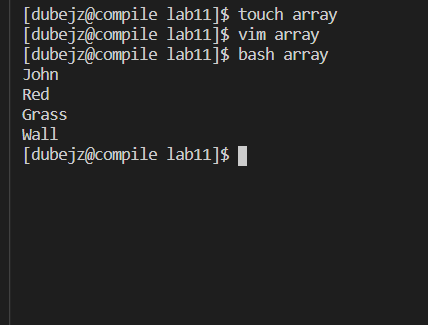 [dubejz@compile lab11]$ touch array
[dubejz@compile lab11]$ vim array
[dubejz@compile lab11]$ bash array
John
Red
Grass
Wall
[dubejz@compile lab11]$